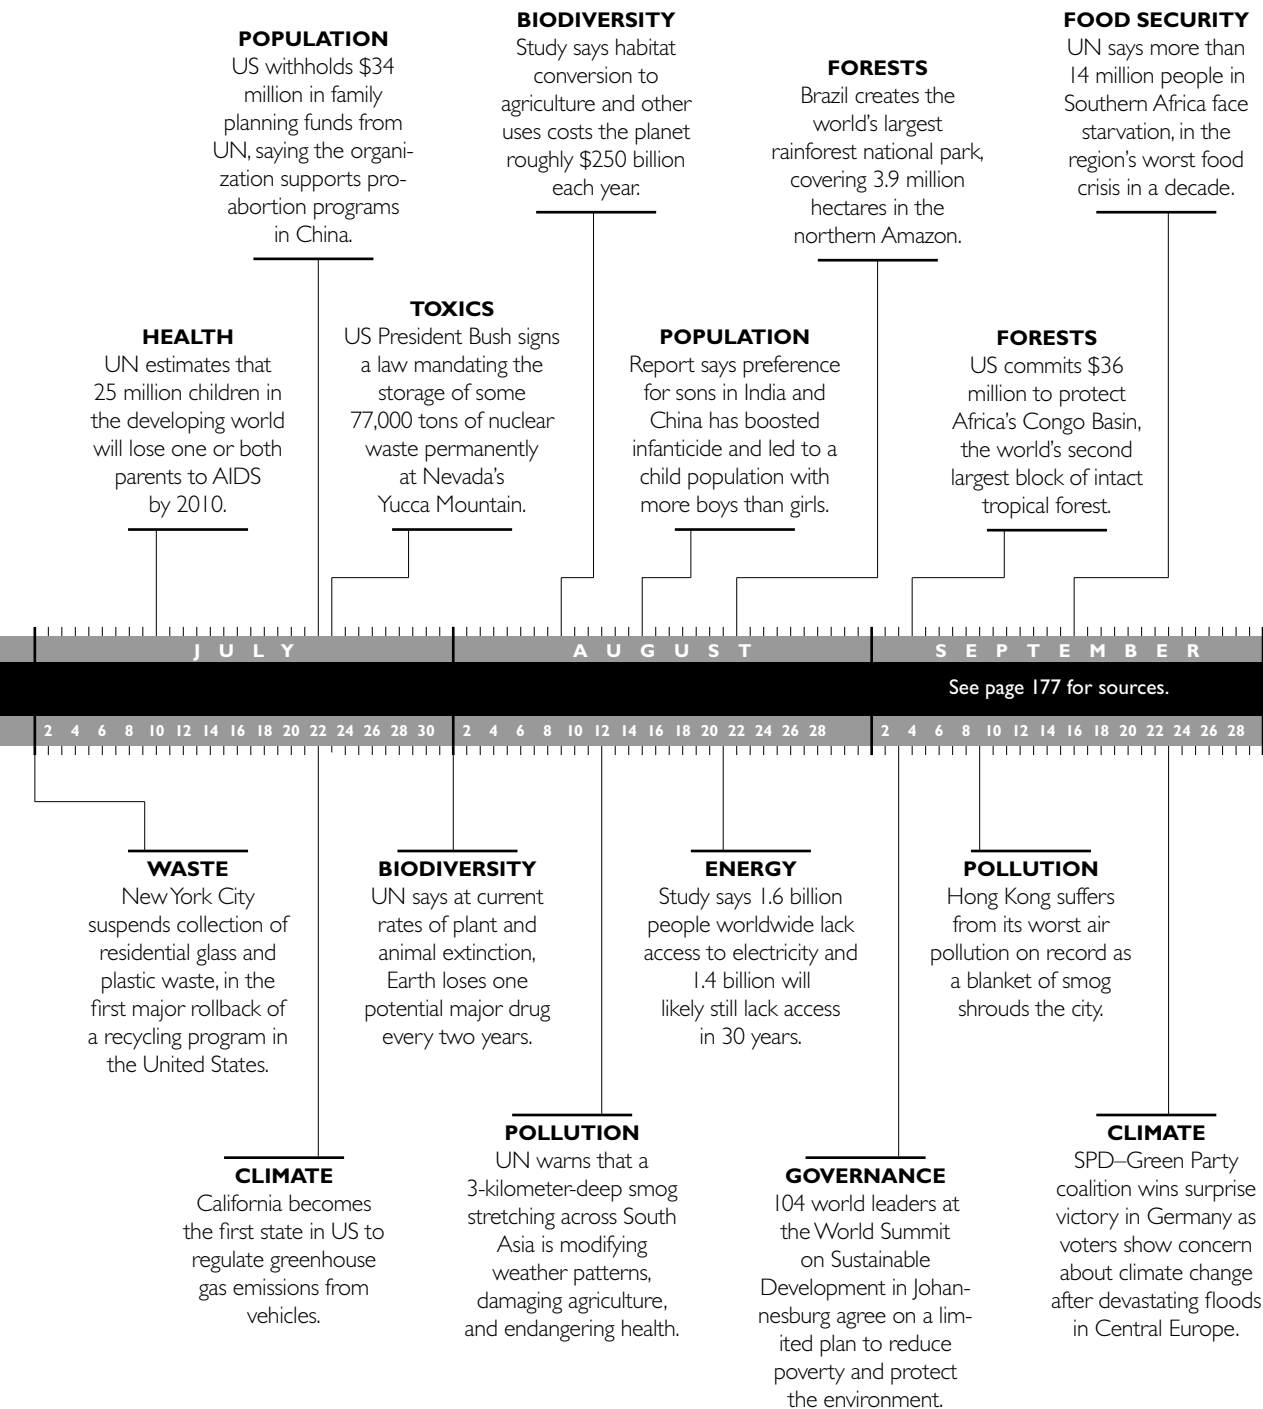 POPULATION
US withholds $34
million in family
planning funds from
UN, saying the organi-
zation supports pro-
abortion programs
in China.
BIODIVERSITY
Study says habitat
conversion to
agriculture and other
uses costs the planet
roughly $250 billion
each year.
FORESTS
Brazil creates the
world's largest
rainforest national park,
covering 3.9 million
hectares in the
northern Amazon.
FOOD SECURITY
UN says more than
14 million people in
Southern Africa face
starvation, in the
region's worst food
crisis in a decade.
HEALTH
UN estimates that
25 million children in
the developing world
will lose one or both
parents to AIDS
by 2010.
TOXICS
US President Bush signs
a law mandating the
storage of some
77,000 tons of nuclear
waste permanently
at Nevada's
Yucca Mountain.
POPULATION
Report says preference
for sons in India and
China has boosted
infanticide and led to a
child population with
more boys than girls.
FORESTS
US commits $36
million to protect
Africa's Congo Basin,
the world's second
largest block of intact
tropical forest.
JULY AUGUST SEPTEMBER
See page 177 for sources.
2 4 6 8 10 12 14 16 18 20 22 24 26 28 30 2 4 6 8 10 12 14 16 18 20 22 24 26 28 2 4 6 8 10 12 14 16 18 20 22 24 26 28
WASTE
New York City
suspends collection of
residential glass and
plastic waste, in the
first major rollback of
a recycling program in
the United States.
BIODIVERSITY
UN says at current
rates of plant and
animal extinction,
Earth loses one
potential major drug
every two years.
ENERGY
Study says 1.6 billion
people worldwide lack
access to electricity and
1.4 billion will
likely still lack access
in 30 years.
POLLUTION
Hong Kong suffers
from its worst air
pollution on record as
a blanket of smog
shrouds the city.
CLIMATE
California becomes
the first state in US to
regulate greenhouse
gas emissions from
vehicles.
POLLUTION
UN warns that a
3-kilometer-deep smog
stretching across South
Asia is modifying
weather patterns,
damaging agriculture,
and endangering health.
GOVERNANCE
104 world leaders at
the World Summit
on Sustainable
Development in Johan-
nesburg agree on a lim-
ited plan to reduce
poverty and protect
the environment.
CLIMATE
SPD–Green Party
coalition wins surprise
victory in Germany as
voters show concern
about climate change
after devastating floods
in Central Europe.